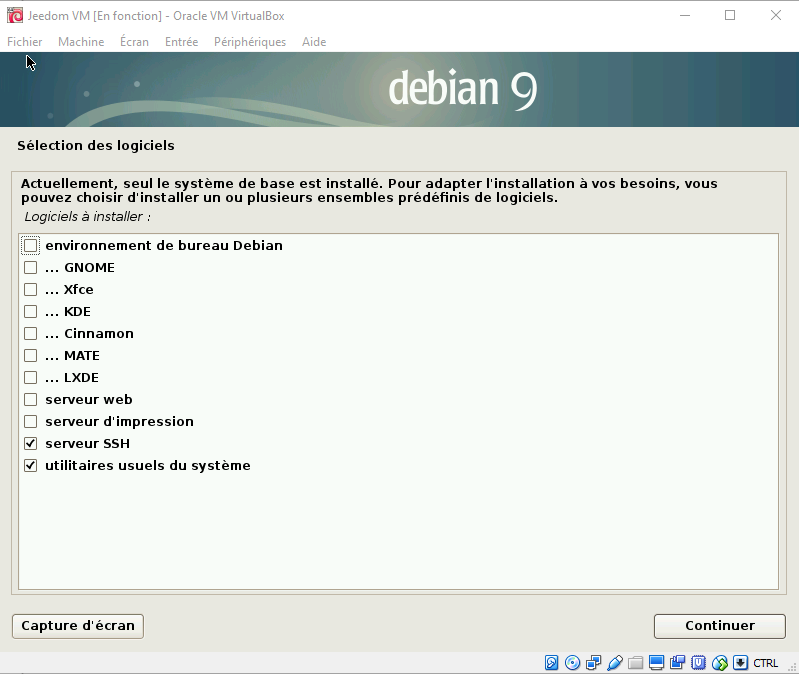 Jeedom VM [En fonction] - Oracle VM VirtualBox
Fichier Machine Écran Entrée Périphériques Aide
debian 9
Sélection des logiciels
Actuellement, seul le système de base est installé. Pour adapter l'installation à vos besoins, vous
pouvez choisir d'installer un ou plusieurs ensembles prédéfinis de logiciels.
Logiciels à installer :
environnement de bureau Debian
... GNOME
... Xfce
... KDE
... Cinnamon
... MATE
... LXDE
serveur web
serveur d'impression
serveur SSH
utilitaires usuels du système
Capture d'écran Continuer
CTRL